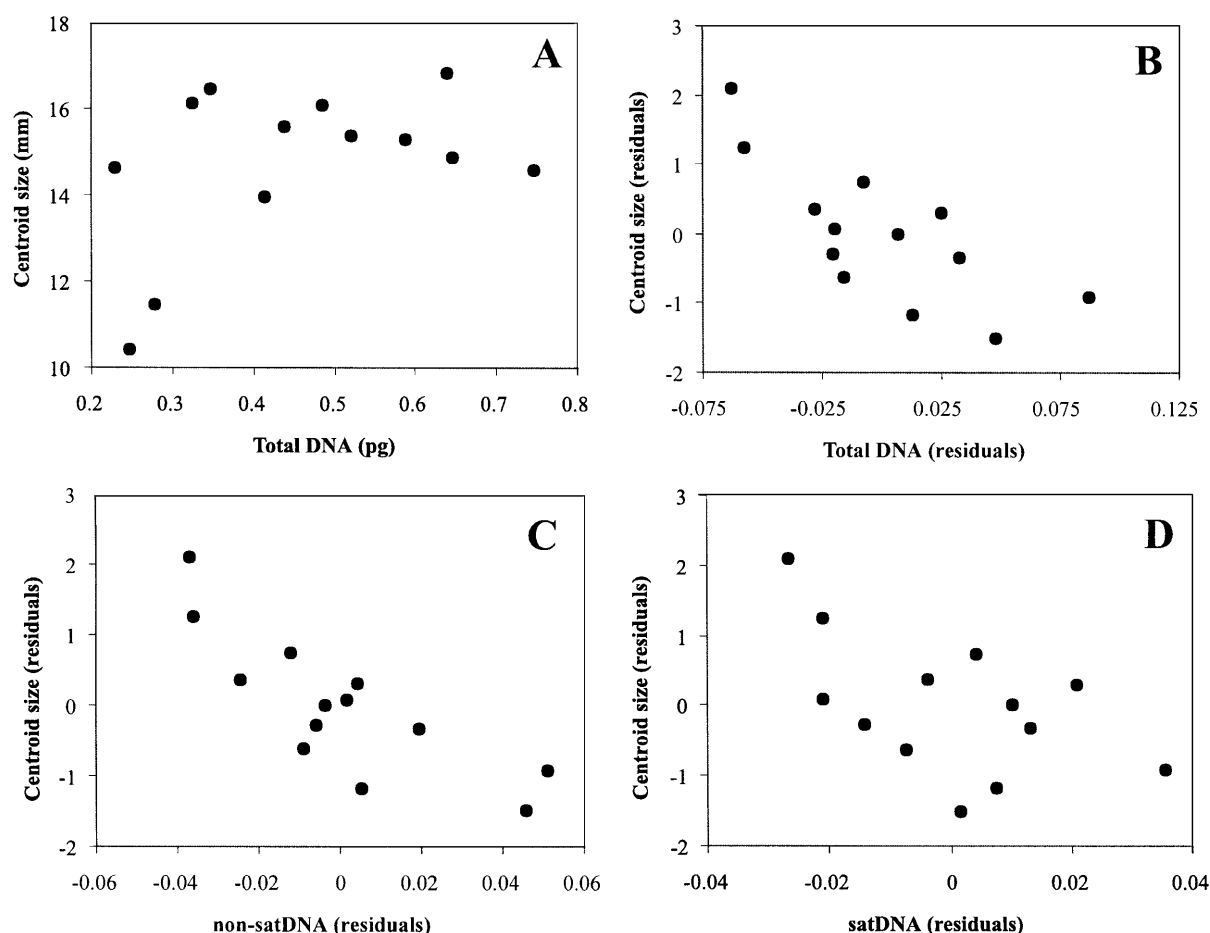 A
Centroid size (mm)
18
16
14
12
10
0.2 0.3 0.4 0.5 0.6 0.7 0.8
Total DNA (pg)
B
Centroid size (residuals)
3
2
1
0
-1
-2
-0.075 -0.025 0.025 0.075 0.125
Total DNA (residuals)
C
Centroid size (residuals)
3
2
1
0
-1
-2
-0.06 -0.04 -0.02 0 0.02 0.04 0.06
non-satDNA (residuals)
D
Centroid size (residuals)
3
2
1
0
-1
-2
-0.04 -0.02 0 0.02 0.04
satDNA (residuals)